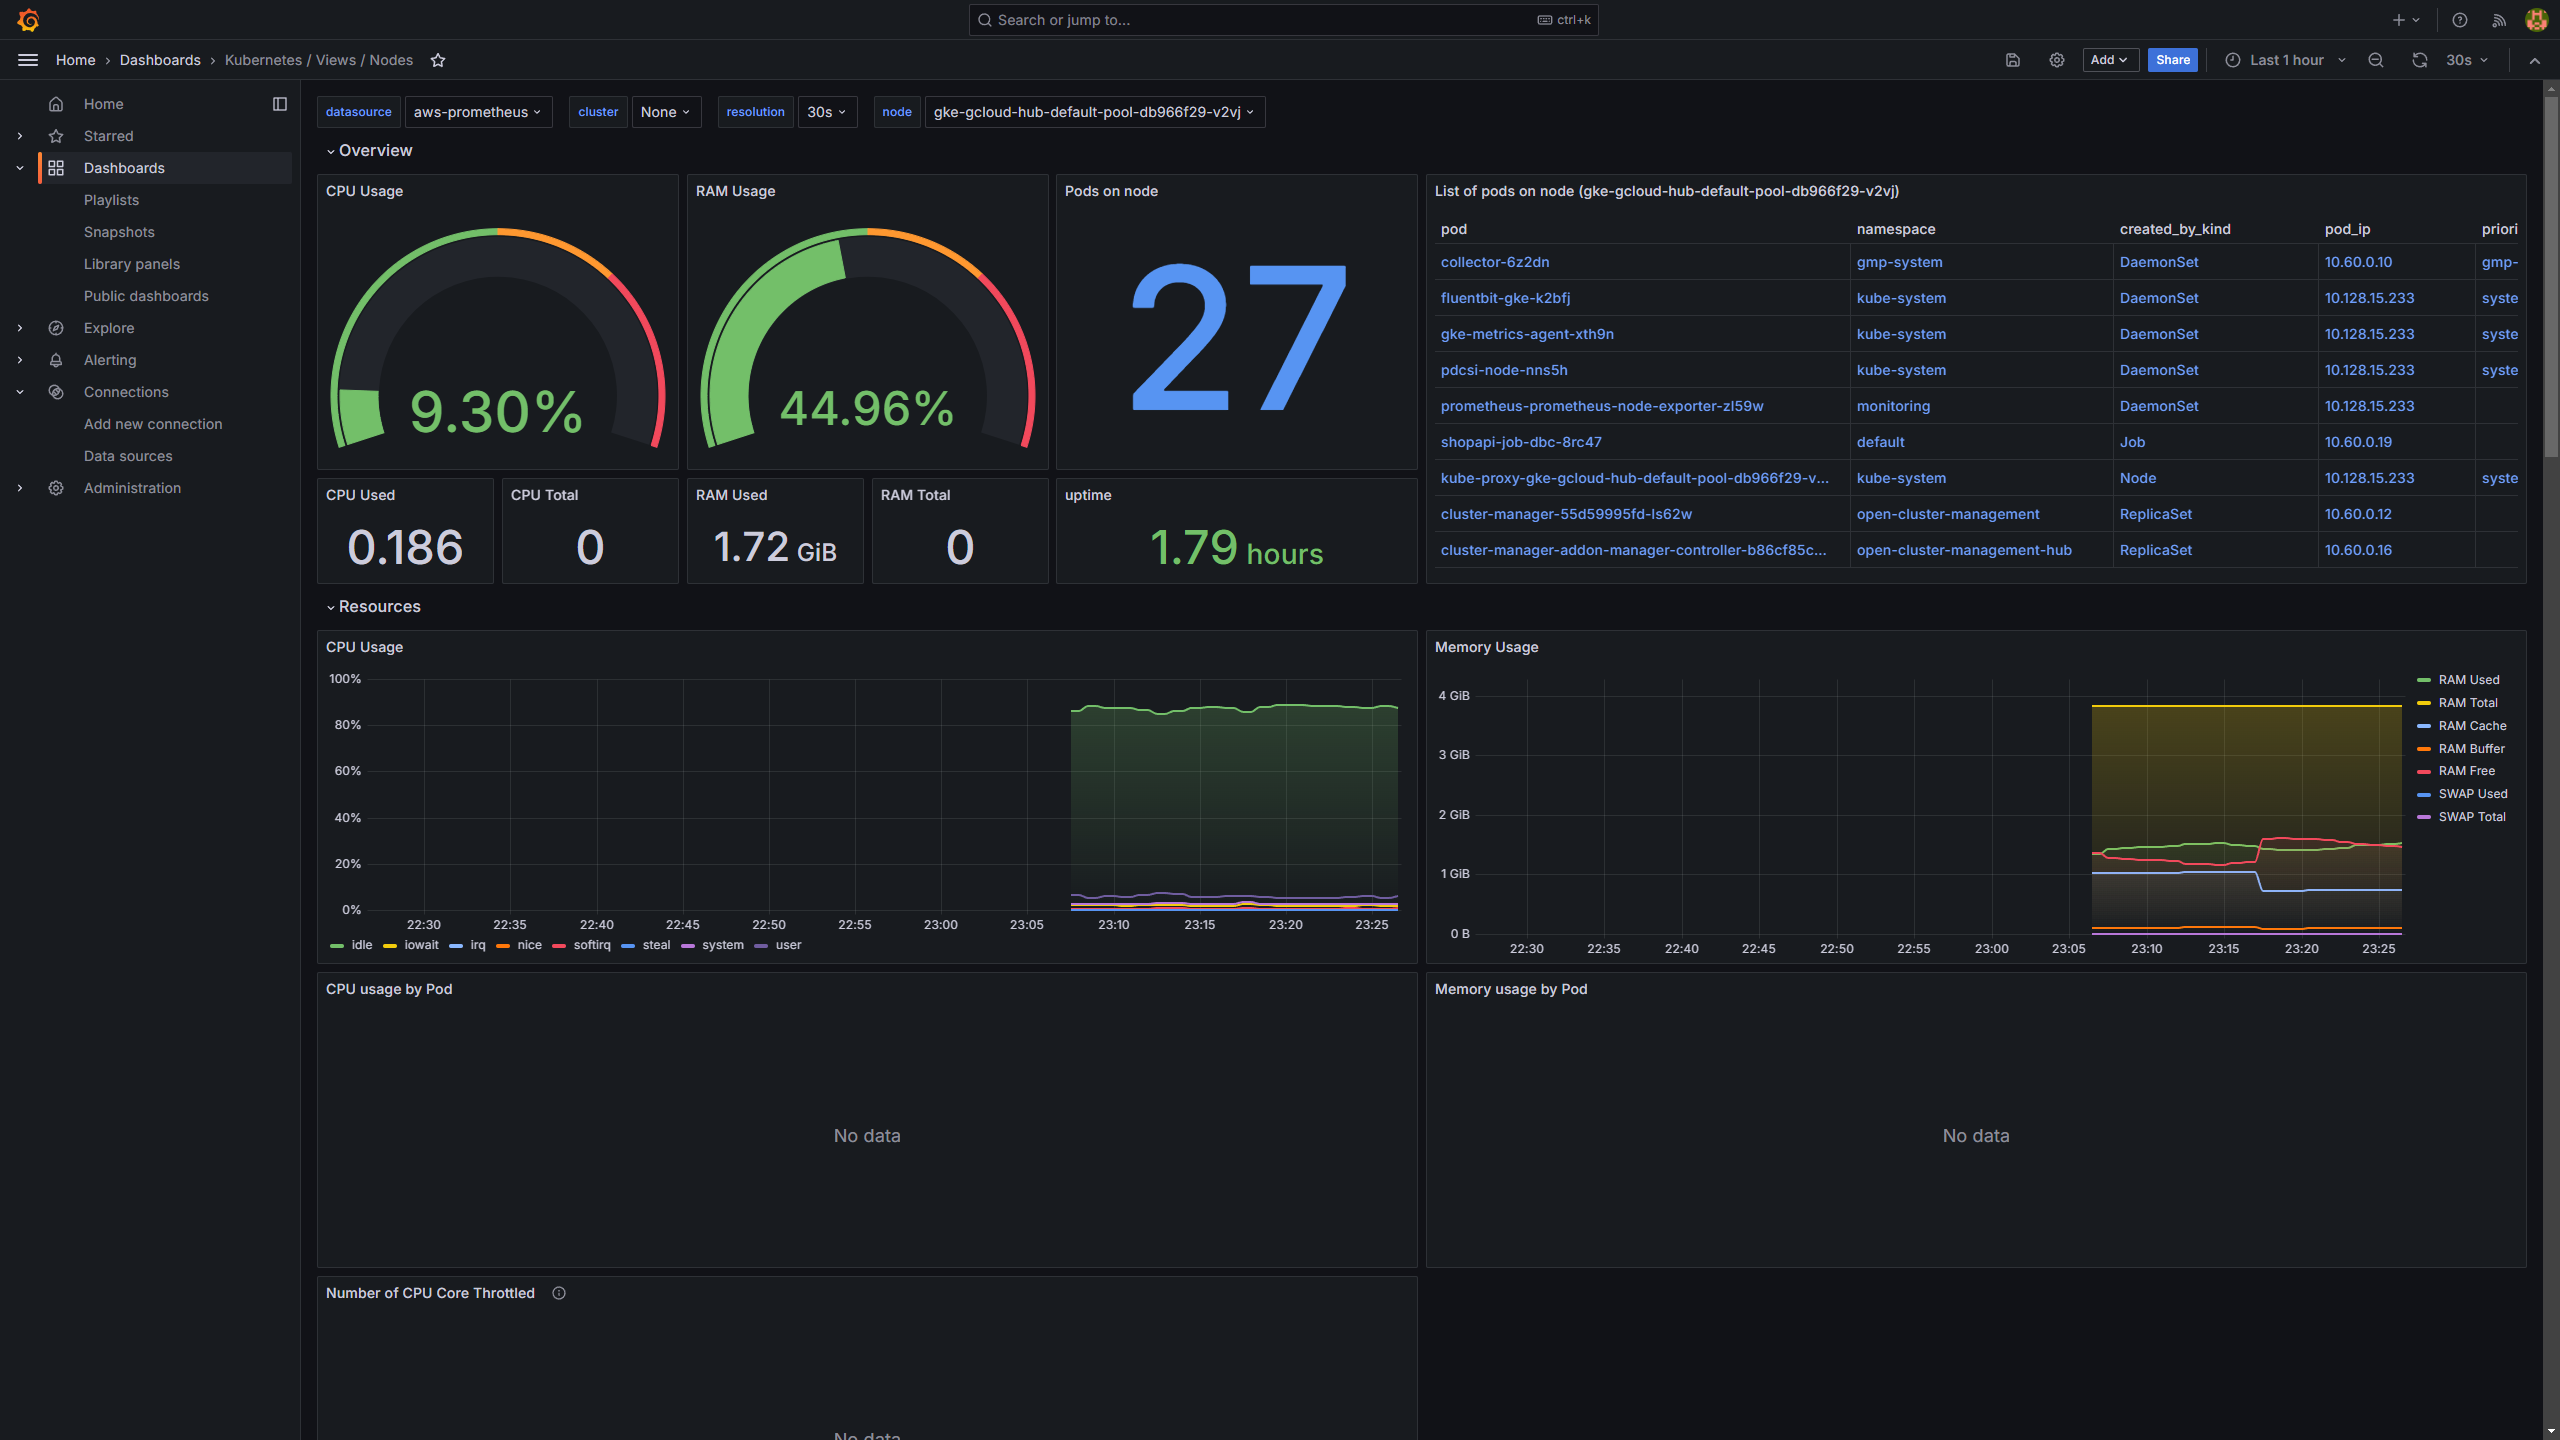 Search or jump to...
ctrl+k
Home › Dashboards › Kubernetes / Views / Nodes
Add
Share
Last 1 hour
30s
Home
Starred
Dashboards
Playlists
Snapshots
Library panels
Public dashboards
Explore
Alerting
Connections
Add new connection
Data sources
Administration
datasource aws-prometheus cluster None resolution 30s node gke-gcloud-hub-default-pool-db966f29-v2vj
Overview
CPU Usage
9.30%
RAM Usage
44.96%
Pods on node
27
CPU Used
0.186
CPU Total
0
RAM Used
1.72 GiB
RAM Total
0
uptime
1.79 hours
List of pods on node (gke-gcloud-hub-default-pool-db966f29-v2vj)
pod namespace created_by_kind pod_ip priori
collector-6z2dn gmp-system DaemonSet 10.60.0.10 gmp-
fluentbit-gke-k2bfj kube-system DaemonSet 10.128.15.233 syste
gke-metrics-agent-xth9n kube-system DaemonSet 10.128.15.233 syste
pdcsi-node-nns5h kube-system DaemonSet 10.128.15.233 syste
prometheus-prometheus-node-exporter-zl59w monitoring DaemonSet 10.128.15.233
shopapi-job-dbc-8rc47 default Job 10.60.0.19
kube-proxy-gke-gcloud-hub-default-pool-db966f29-v... kube-system Node 10.128.15.233 syste
cluster-manager-55d59995fd-ls62w open-cluster-management ReplicaSet 10.60.0.12
cluster-manager-addon-manager-controller-b86cf85c... open-cluster-management-hub ReplicaSet 10.60.0.16
Resources
CPU Usage
100%
80%
60%
40%
20%
0%
22:30 22:35 22:40 22:45 22:50 22:55 23:00 23:05 23:10 23:15 23:20 23:25
idle iowait irq nice softirq steal system user
Memory Usage
4 GiB
3 GiB
2 GiB
1 GiB
0 B
22:30 22:35 22:40 22:45 22:50 22:55 23:00 23:05 23:10 23:15 23:20 23:25
RAM Used
RAM Total
RAM Cache
RAM Buffer
RAM Free
SWAP Used
SWAP Total
CPU usage by Pod
No data
Memory usage by Pod
No data
Number of CPU Core Throttled
No data